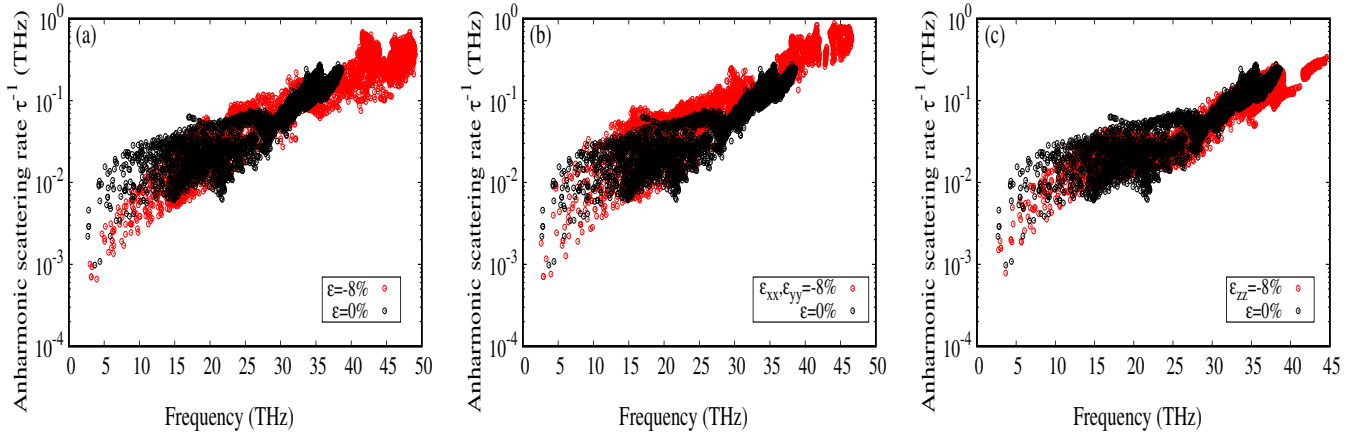 (a)
Anharmonic scattering rate τ⁻¹ (THz)
10⁰
10⁻¹
10⁻²
10⁻³
10⁻⁴
ε=-8%
ε=0%
0 5 10 15 20 25 30 35 40 45 50
Frequency (THz)
(b)
Anharmonic scattering rate τ⁻¹ (THz)
10⁰
10⁻¹
10⁻²
10⁻³
10⁻⁴
εxx,εyy=-8%
ε=0%
0 5 10 15 20 25 30 35 40 45 50
Frequency (THz)
(c)
Anharmonic scattering rate τ⁻¹ (THz)
10⁰
10⁻¹
10⁻²
10⁻³
10⁻⁴
εzz=-8%
ε=0%
0 5 10 15 20 25 30 35 40 45
Frequency (THz)